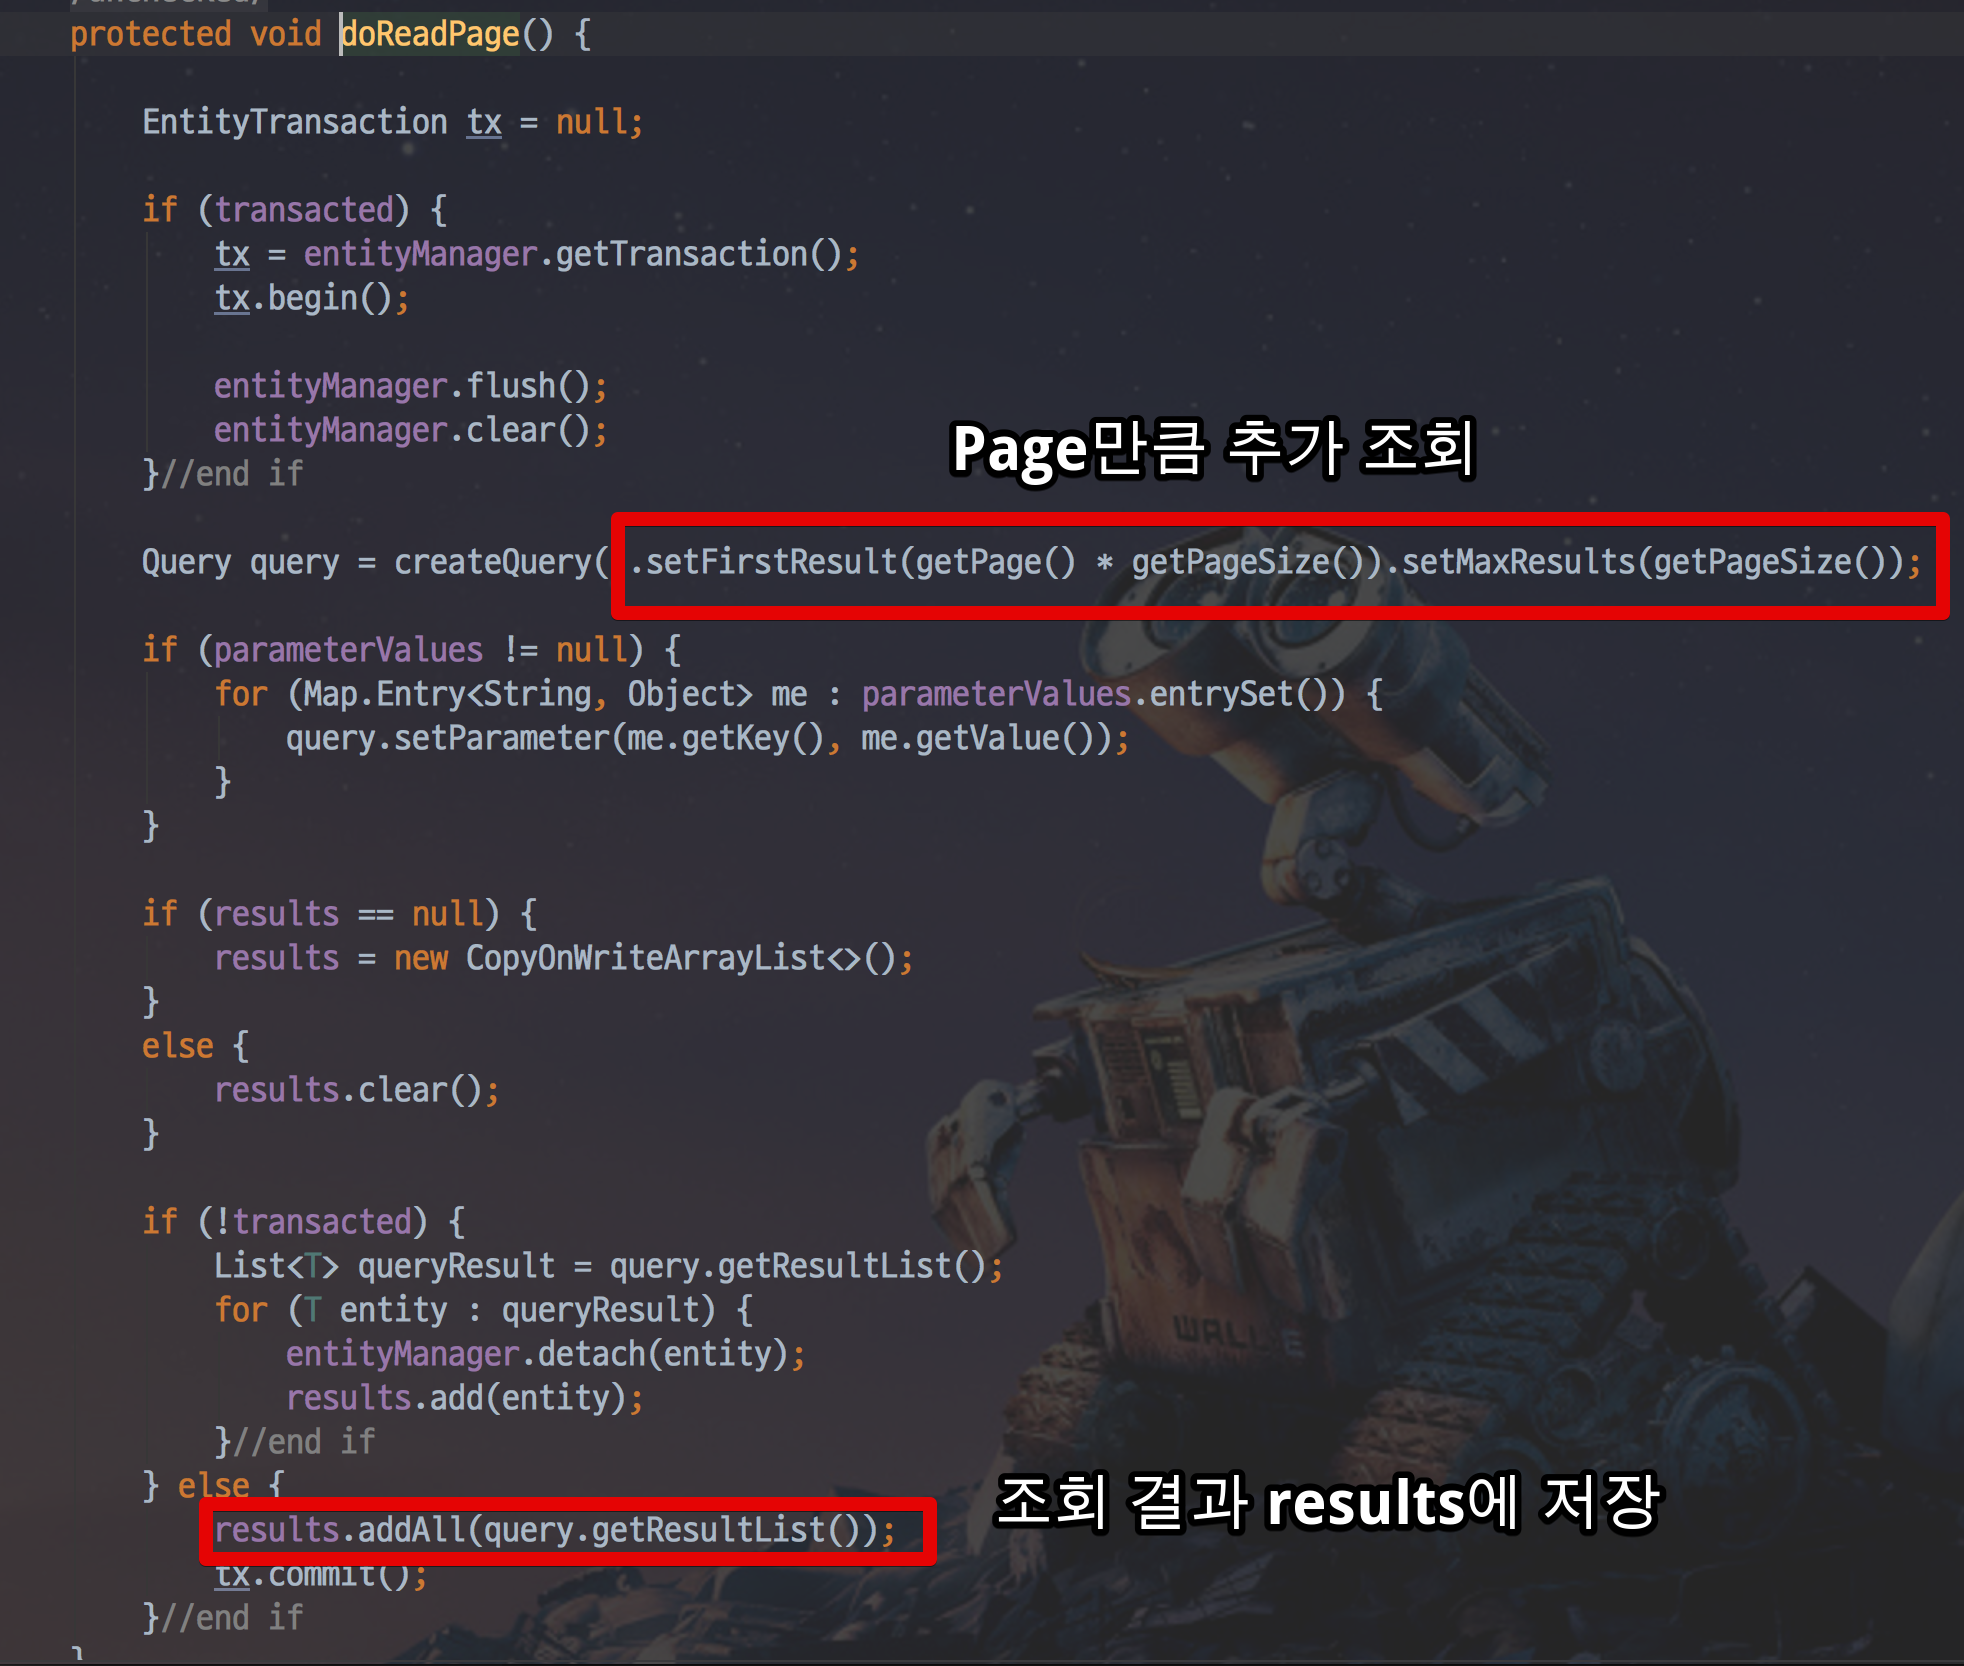 protected void doReadPage() {
EntityTransaction tx = null;
if (transacted) {
tx = entityManager.getTransaction();
tx.begin();
entityManager.flush();
entityManager.clear();
}//end if
Page만큼 추가 조회
Query query = createQuery( .setFirstResult(getPage() * getPageSize()).setMaxResults(getPageSize());
if (parameterValues != null) {
for (Map.Entry<String, Object> me : parameterValues.entrySet()) {
query.setParameter(me.getKey(), me.getValue());
}
}
if (results == null) {
results = new CopyOnWriteArrayList<>();
}
else {
results.clear();
}
if (!transacted) {
List<T> queryResult = query.getResultList();
for (T entity : queryResult) {
entityManager.detach(entity);
results.add(entity);
}//end if
} else {
조회 결과 results에 저장
results.addAll(query.getResultList());
tx.commit();
}//end if
}
WALL